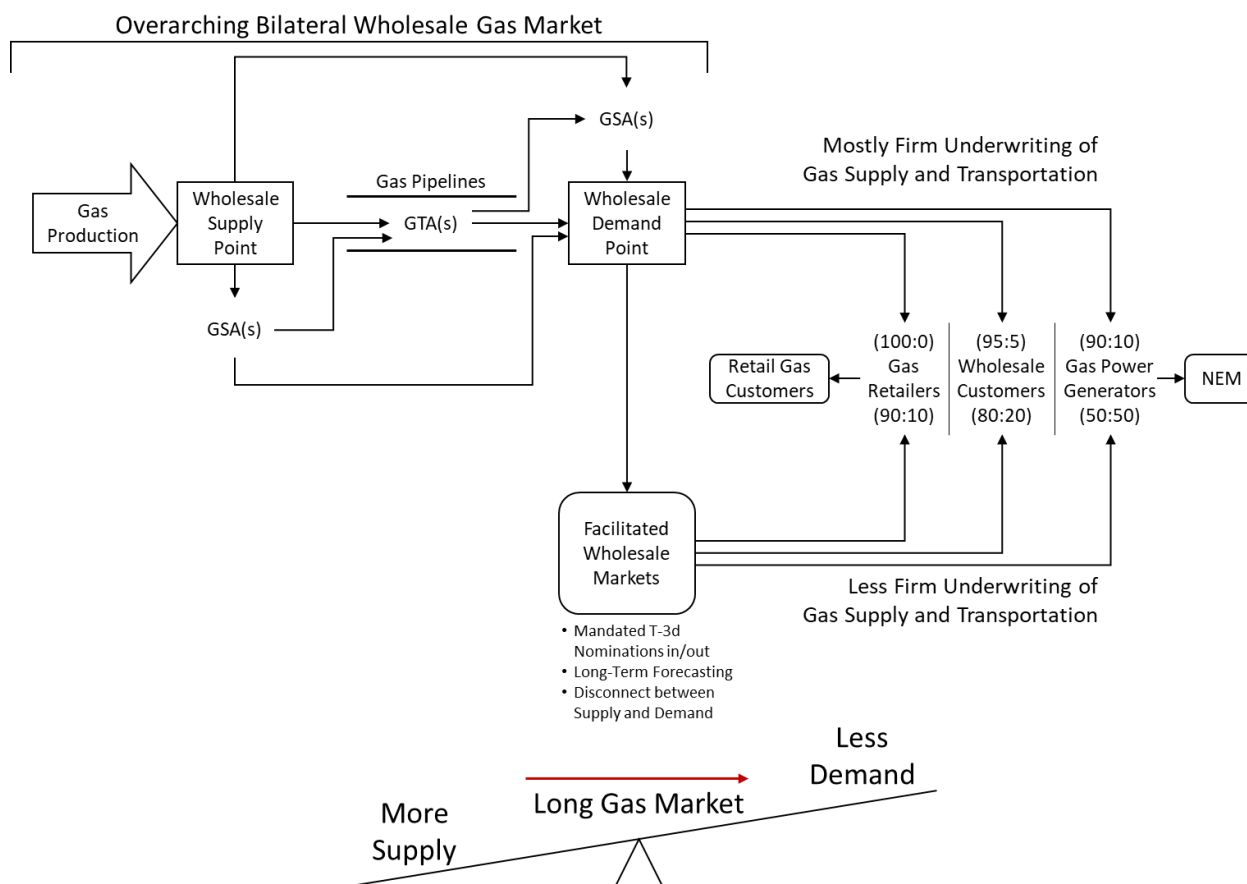 Overarching Bilateral Wholesale Gas Market
GSA(s)
Mostly Firm Underwriting of
Gas Supply and Transportation
Gas Pipelines
Gas
Production
Wholesale
Supply
Point
GTA(s)
Wholesale
Demand
Point
GSA(s)
Retail Gas
Customers
(100:0)
Gas
Retailers
(90:10)
(95:5)
Wholesale
Customers
(80:20)
(90:10)
Gas Power
Generators
(50:50)
NEM
Facilitated
Wholesale
Markets
Less Firm Underwriting of
Gas Supply and Transportation
• Mandated T-3d
Nominations in/out
• Long-Term Forecasting
• Disconnect between
Supply and Demand
Less
Demand
Long Gas Market
More
Supply